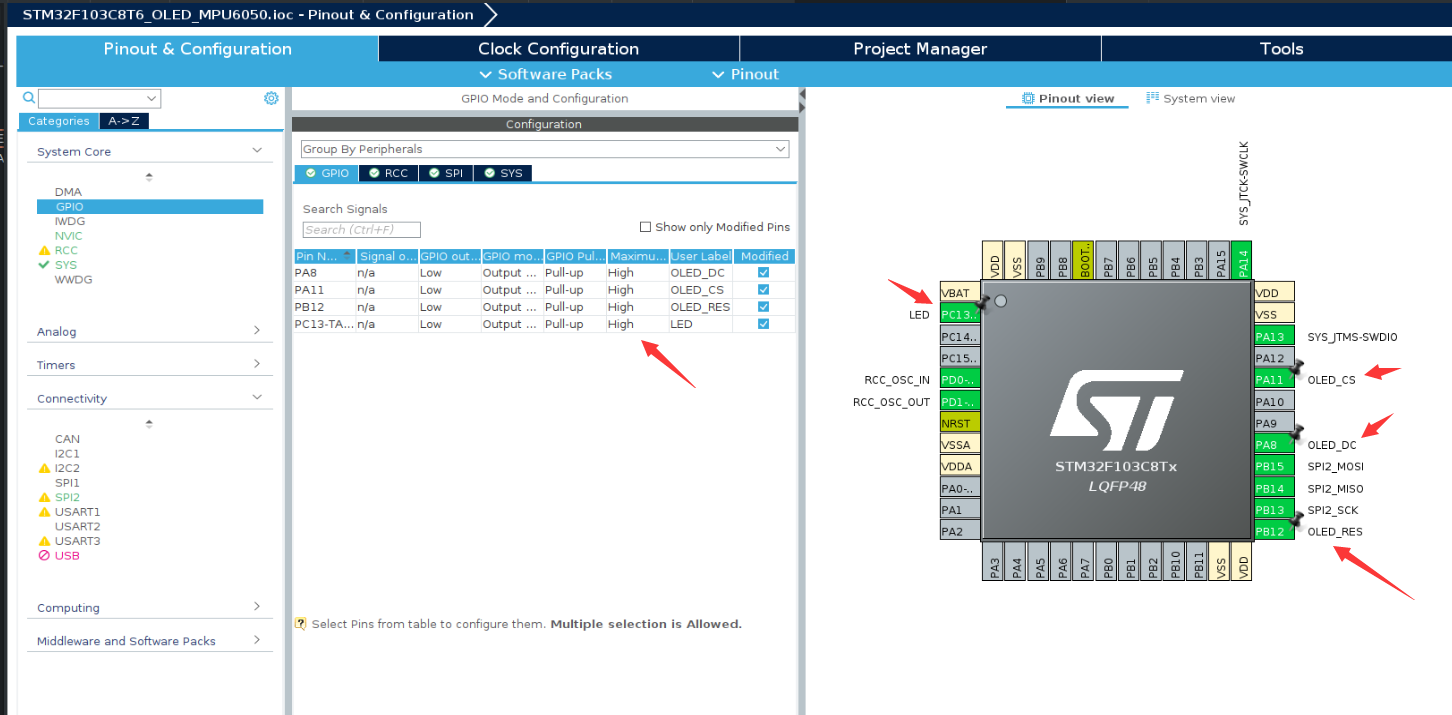 STM32F103C8T6_OLED_MPU6050.ioc - Pinout & Configuration
Pinout & Configuration Clock Configuration Project Manager Tools
Software Packs Pinout
Categories A->Z
System Core
DMA
GPIO
IWDG
NVIC
RCC
SYS
WWDG
Analog
Timers
Connectivity
CAN
I2C1
I2C2
SPI1
SPI2
USART1
USART2
USART3
USB
Computing
Middleware and Software Packs
GPIO Mode and Configuration
Configuration
Group By Peripherals
GPIO RCC SPI SYS
Search Signals
Search (Ctrl+F) Show only Modified Pins
Pin N... Signal o... GPIO out... GPIO mo... GPIO Pul... Maximu... User Label Modified
PA8 n/a Low Output ... Pull-up High OLED_DC
PA11 n/a Low Output ... Pull-up High OLED_CS
PB12 n/a Low Output ... Pull-up High OLED_RES
PC13-TA... n/a Low Output ... Pull-up High LED
Select Pins from table to configure them. Multiple selection is Allowed.
Pinout view System view
SYS_JTCK-SWCLK
VDD VSS PB9 PB8 BOOT.. PB7 PB6 PB5 PB4 PB3 PA15 PA14
VBAT
LED PC13..
PC14..
PC15..
RCC_OSC_IN PD0-..
RCC_OSC_OUT PD1-..
NRST
VSSA
VDDA
PA0-..
PA1
PA2
STM32F103C8Tx
LQFP48
VDD
VSS
PA13 SYS_JTMS-SWDIO
PA12
PA11 OLED_CS
PA10
PA9
PA8 OLED_DC
PB15 SPI2_MOSI
PB14 SPI2_MISO
PB13 SPI2_SCK
PB12 OLED_RES
PA3 PA4 PA5 PA6 PA7 PB0 PB1 PB2 PB10 PB11 VSS VDD